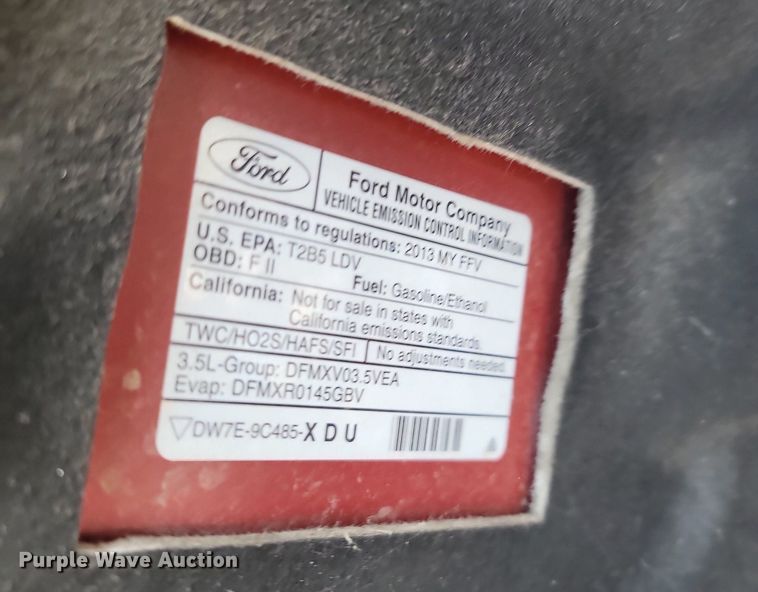 Ford
Ford Motor Company
VEHICLE EMISSION CONTROL INFORMATION
Conforms to regulations: 2013 MY FFV
U.S. EPA: T2B5 LDV
OBD: F II
Fuel: Gasoline/Ethanol
California: Not for sale in states with
California emissions standards.
TWC/HO2S/HAFS/SFI
No adjustments needed.
3.5L-Group: DFMXV03.5VEA
Evap: DFMXR0145GBV
DW7E-9C485-XDU
Purple Wave Auction